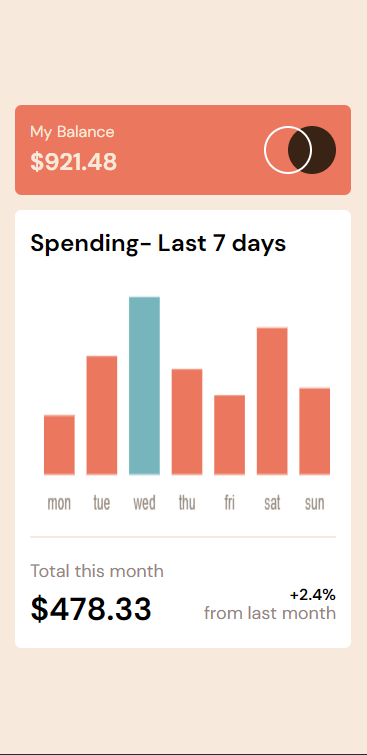 My Balance
$921.48
Spending- Last 7 days
mon tue wed thu fri sat sun
Total this month
$478.33
+2.4%
from last month